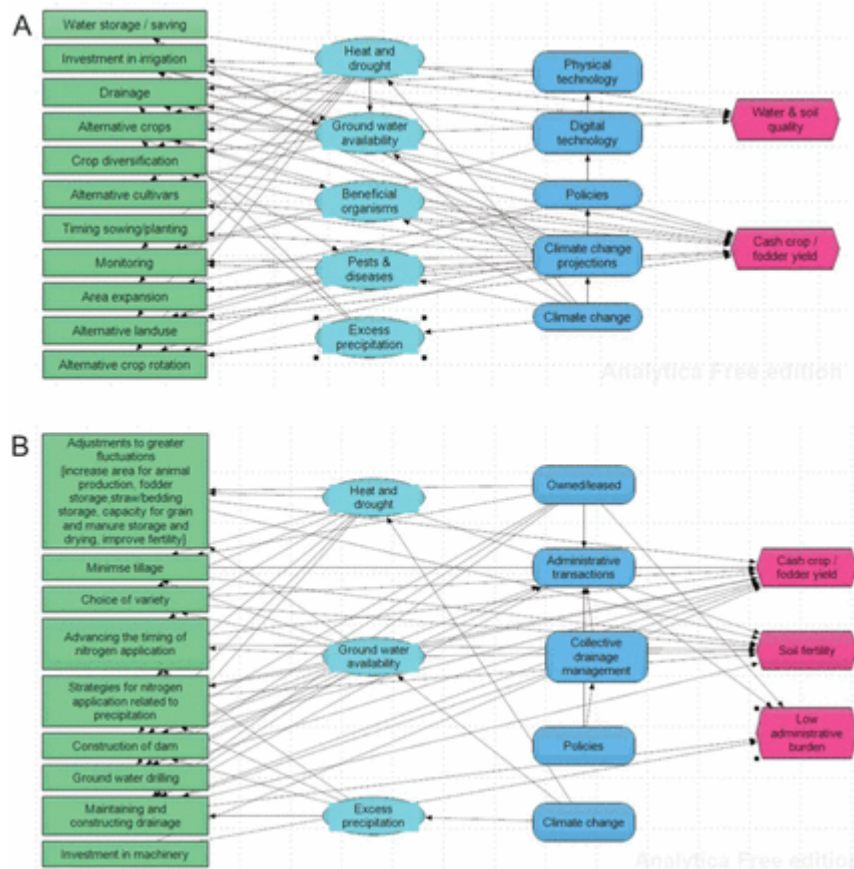 A
Water storage / saving
Investment in irrigation
Drainage
Alternative crops
Crop diversification
Alternative cultivars
Timing sowing/planting
Monitoring
Area expansion
Alternative landuse
Alternative crop rotation
Heat and
drought
Ground water
availability
Beneficial
organisms
Pests &
diseases
Excess
precipitation
Physical
technology
Digital
technology
Policies
Climate change
projections
Climate change
Water & soil
quality
Cash crop /
fodder yield
Analytica Free edition
B
Adjustments to greater
fluctuations
[increase area for animal
production, fodder
storage,straw/bedding
storage, capacity for grain
and manure storage and
drying, improve fertility]
Minimse tillage
Choice of variety
Advancing the timing of
nitrogen application
Strategies for nitrogen
application related to
precipitation
Construction of dam
Ground water drilling
Maintaining and
constructing drainage
Investment in machinery
Heat and
drought
Ground water
availability
Excess
precipitation
Owned/leased
Administrative
transactions
Collective
drainage
management
Policies
Climate change
Cash crop /
fodder yield
Soil fertility
Low
administrative
burden
Analytica Free edition